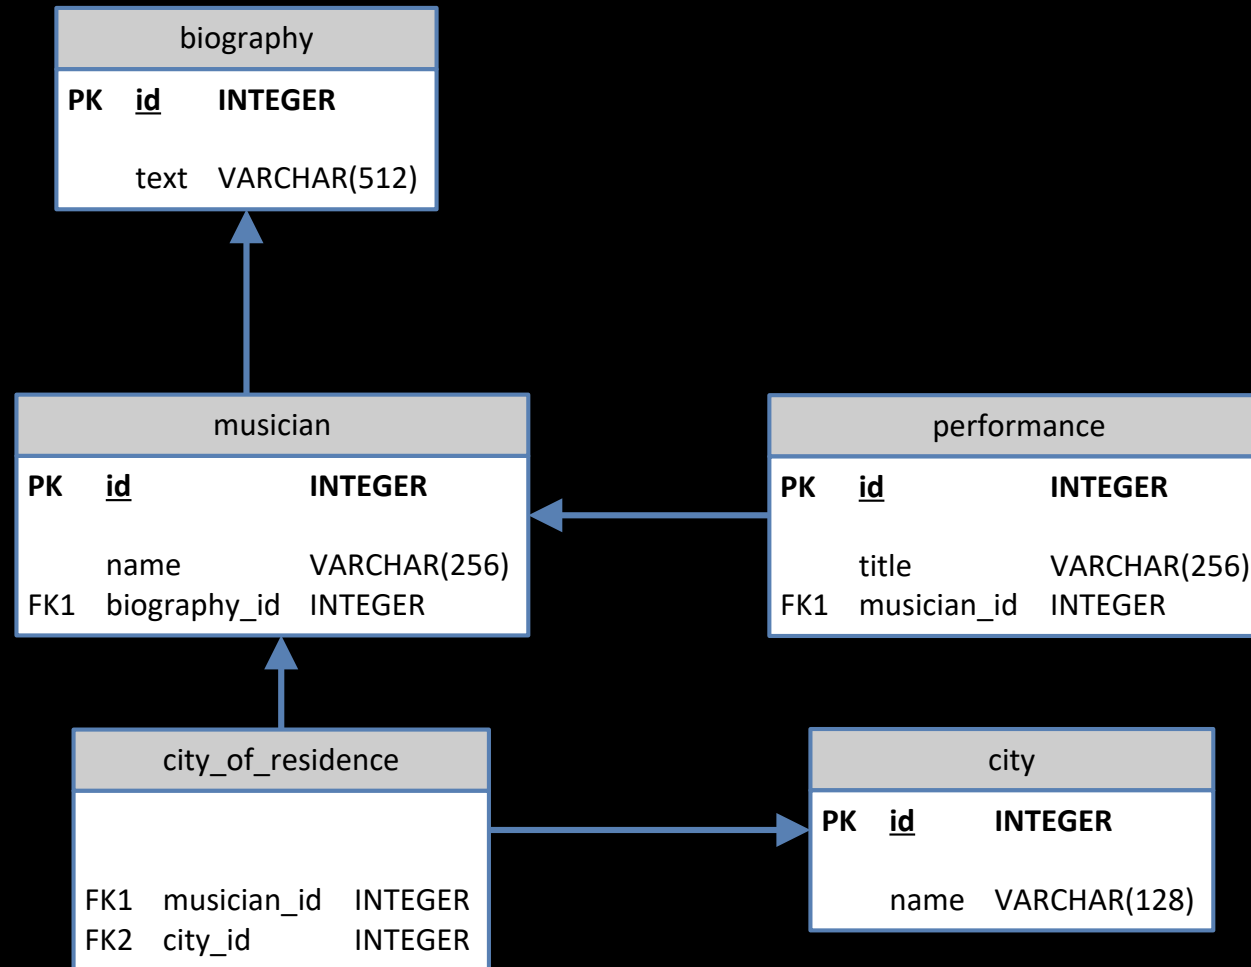 biography
PK id INTEGER
text VARCHAR(512)
musician
PK id INTEGER
name VARCHAR(256)
FK1 biography_id INTEGER
performance
PK id INTEGER
title VARCHAR(256)
FK1 musician_id INTEGER
city_of_residence
FK1 musician_id INTEGER
FK2 city_id INTEGER
city
PK id INTEGER
name VARCHAR(128)